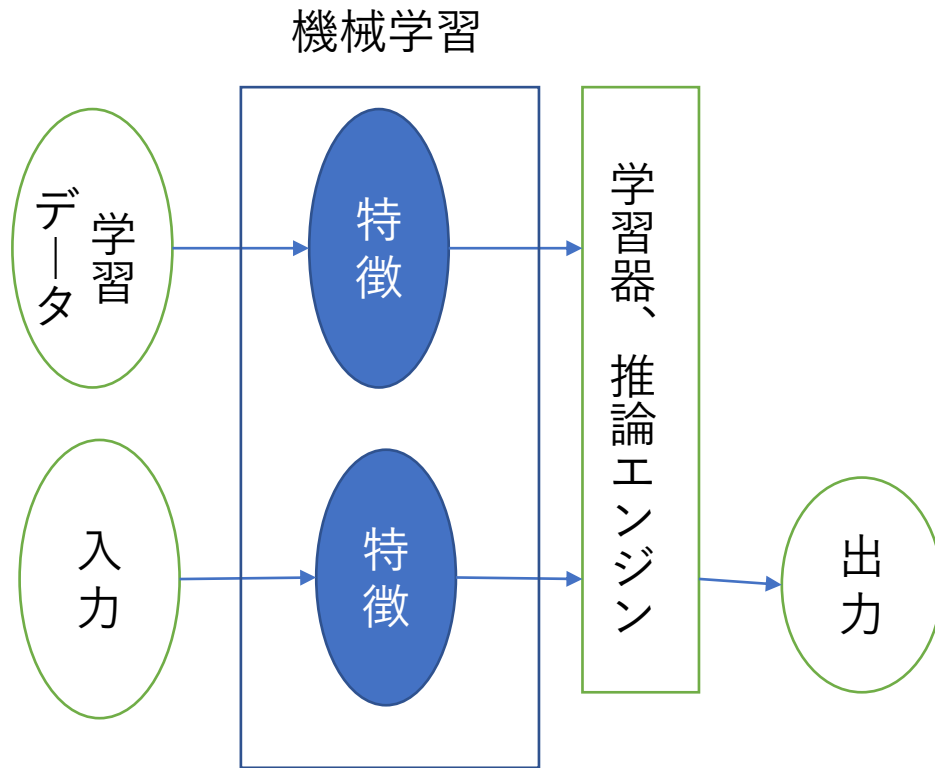 機械学習
学習
データ
特徴
学習器、推論エンジン
入力
特徴
出力